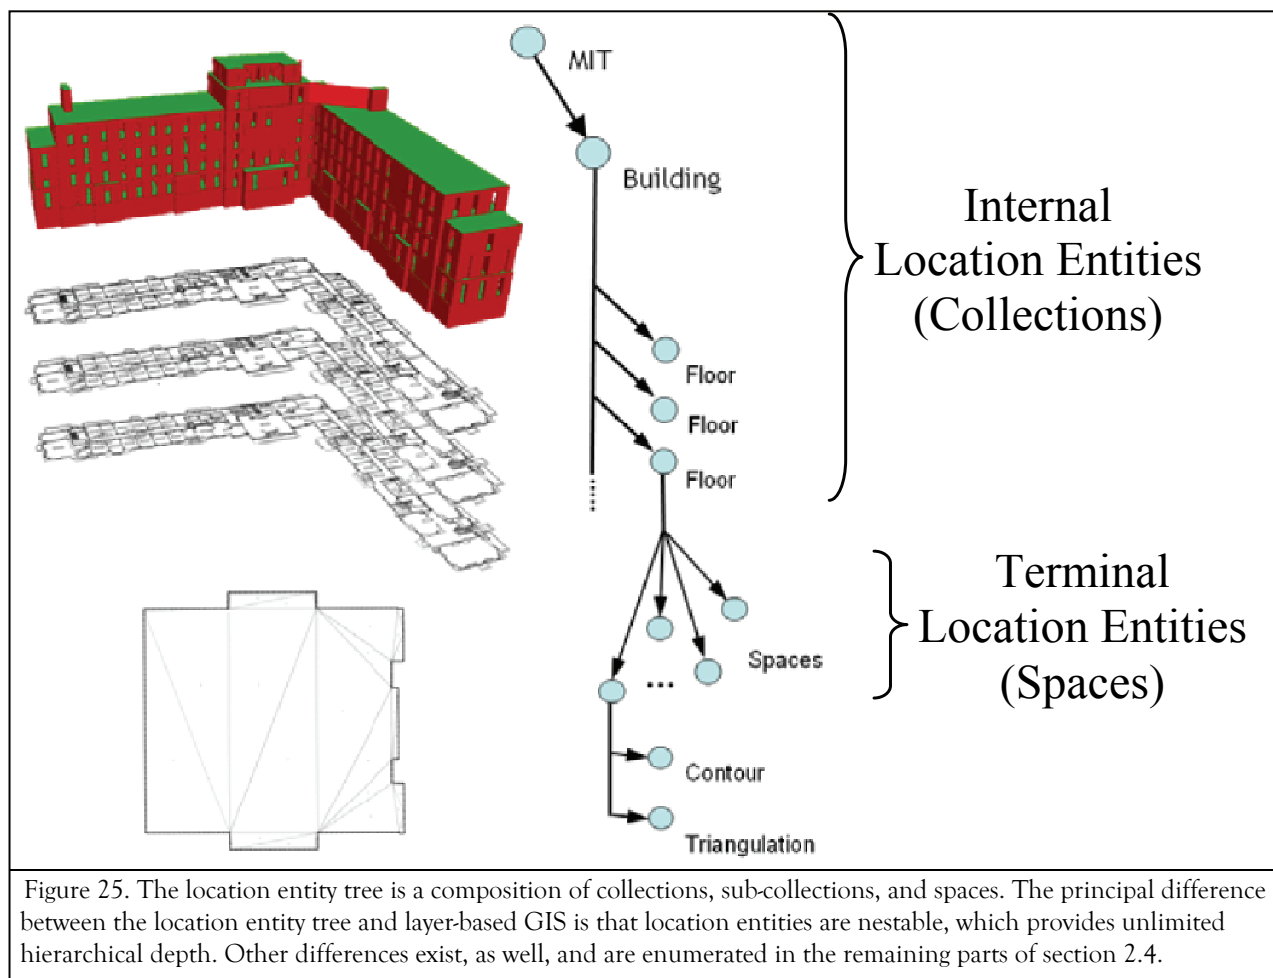 MIT
Building
Internal
Location Entities
(Collections)
Floor
Floor
Floor
Terminal
Location Entities
(Spaces)
Spaces
...
Contour
Triangulation
Figure 25. The location entity tree is a composition of collections, sub-collections, and spaces. The principal difference
between the location entity tree and layer-based GIS is that location entities are nestable, which provides unlimited
hierarchical depth. Other differences exist, as well, and are enumerated in the remaining parts of section 2.4.